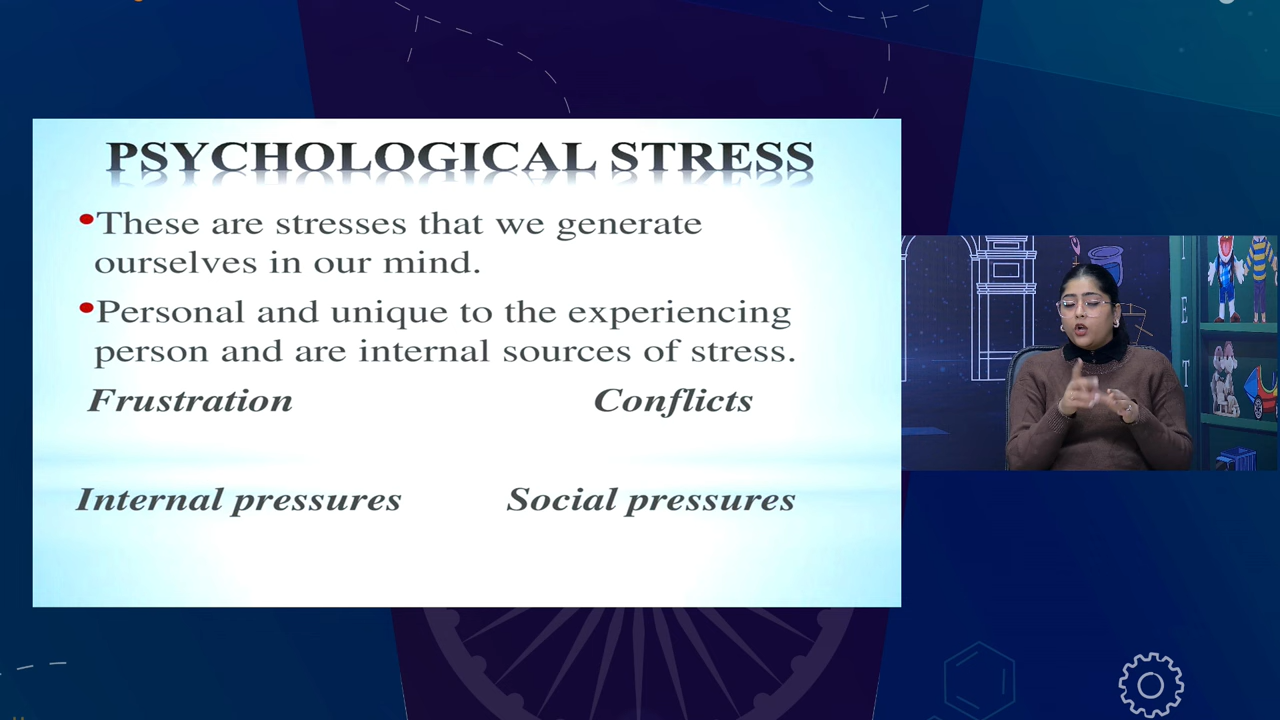 PSYCHOLOGICAL STRESS
•These are stresses that we generate
ourselves in our mind.
•Personal and unique to the experiencing
person and are internal sources of stress.
Frustration Conflicts
Internal pressures Social pressures
I
E
T